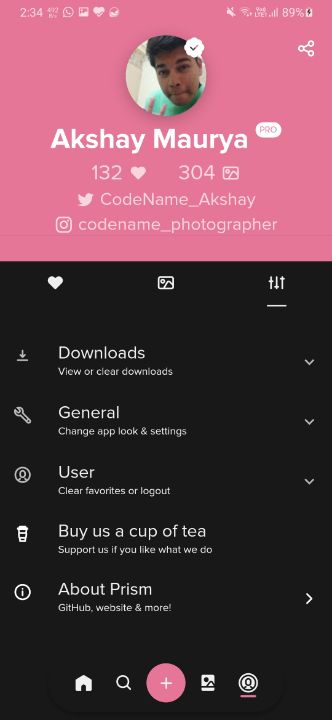 2:34 492 B/s 89%
Akshay Maurya PRO
132 304
CodeName_Akshay
codename_photographer
Downloads
View or clear downloads
General
Change app look & settings
User
Clear favorites or logout
Buy us a cup of tea
Support us if you like what we do
About Prism
GitHub, website & more!